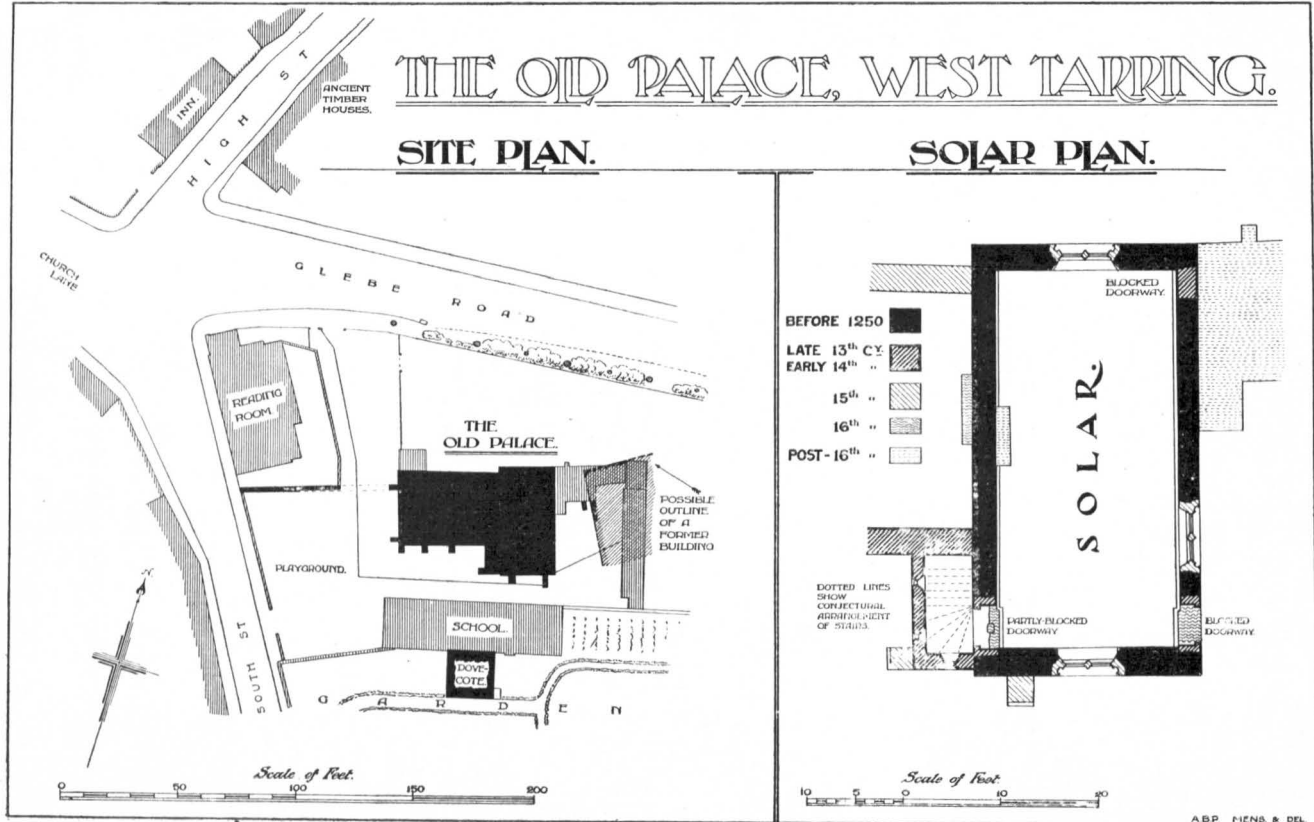 THE OLD PALACE, WEST TARRING.
SITE PLAN.
INN.
HIGH ST
ANCIENT
TIMBER
HOUSES.
CHURCH
LANE
GLEBE ROAD
READING
ROOM.
THE
OLD PALACE.
POSSIBLE
OUTLINE
OF A
FORMER
BUILDING
PLAYGROUND.
SCHOOL.
DOVE-
COTE.
GARDEN
SOUTH ST
N.
Scale of Feet.
0 50 100 150 200
SOLAR PLAN.
BEFORE 1250
LATE 13th CY.
EARLY 14th "
15th "
16th "
POST-16th "
BLOCKED
DOORWAY.
SOLAR.
DOTTED LINES
SHOW
CONJECTURAL
ARRANGEMENT
OF STAIRS.
PARTLY-BLOCKED
DOORWAY
BLOCKED
DOORWAY.
Scale of Feet.
10 5 0 10 20
A.B.P. MENS. & DEL.